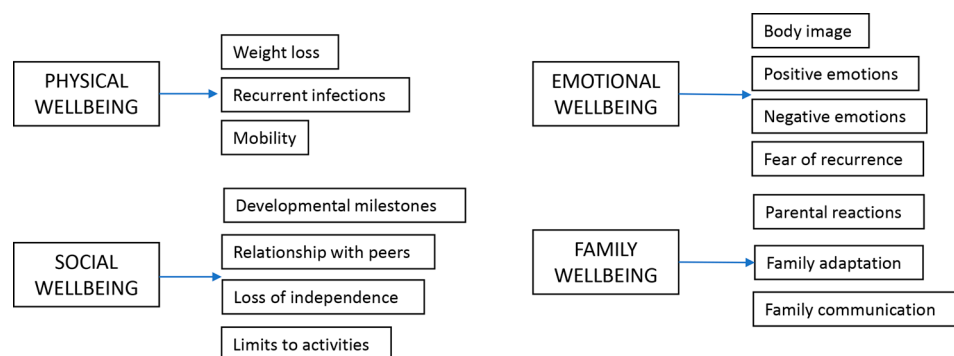 PHYSICAL
WELLBEING
Weight loss
Recurrent infections
Mobility
EMOTIONAL
WELLBEING
Body image
Positive emotions
Negative emotions
Fear of recurrence
SOCIAL
WELLBEING
Developmental milestones
Relationship with peers
Loss of independence
Limits to activities
FAMILY
WELLBEING
Parental reactions
Family adaptation
Family communication